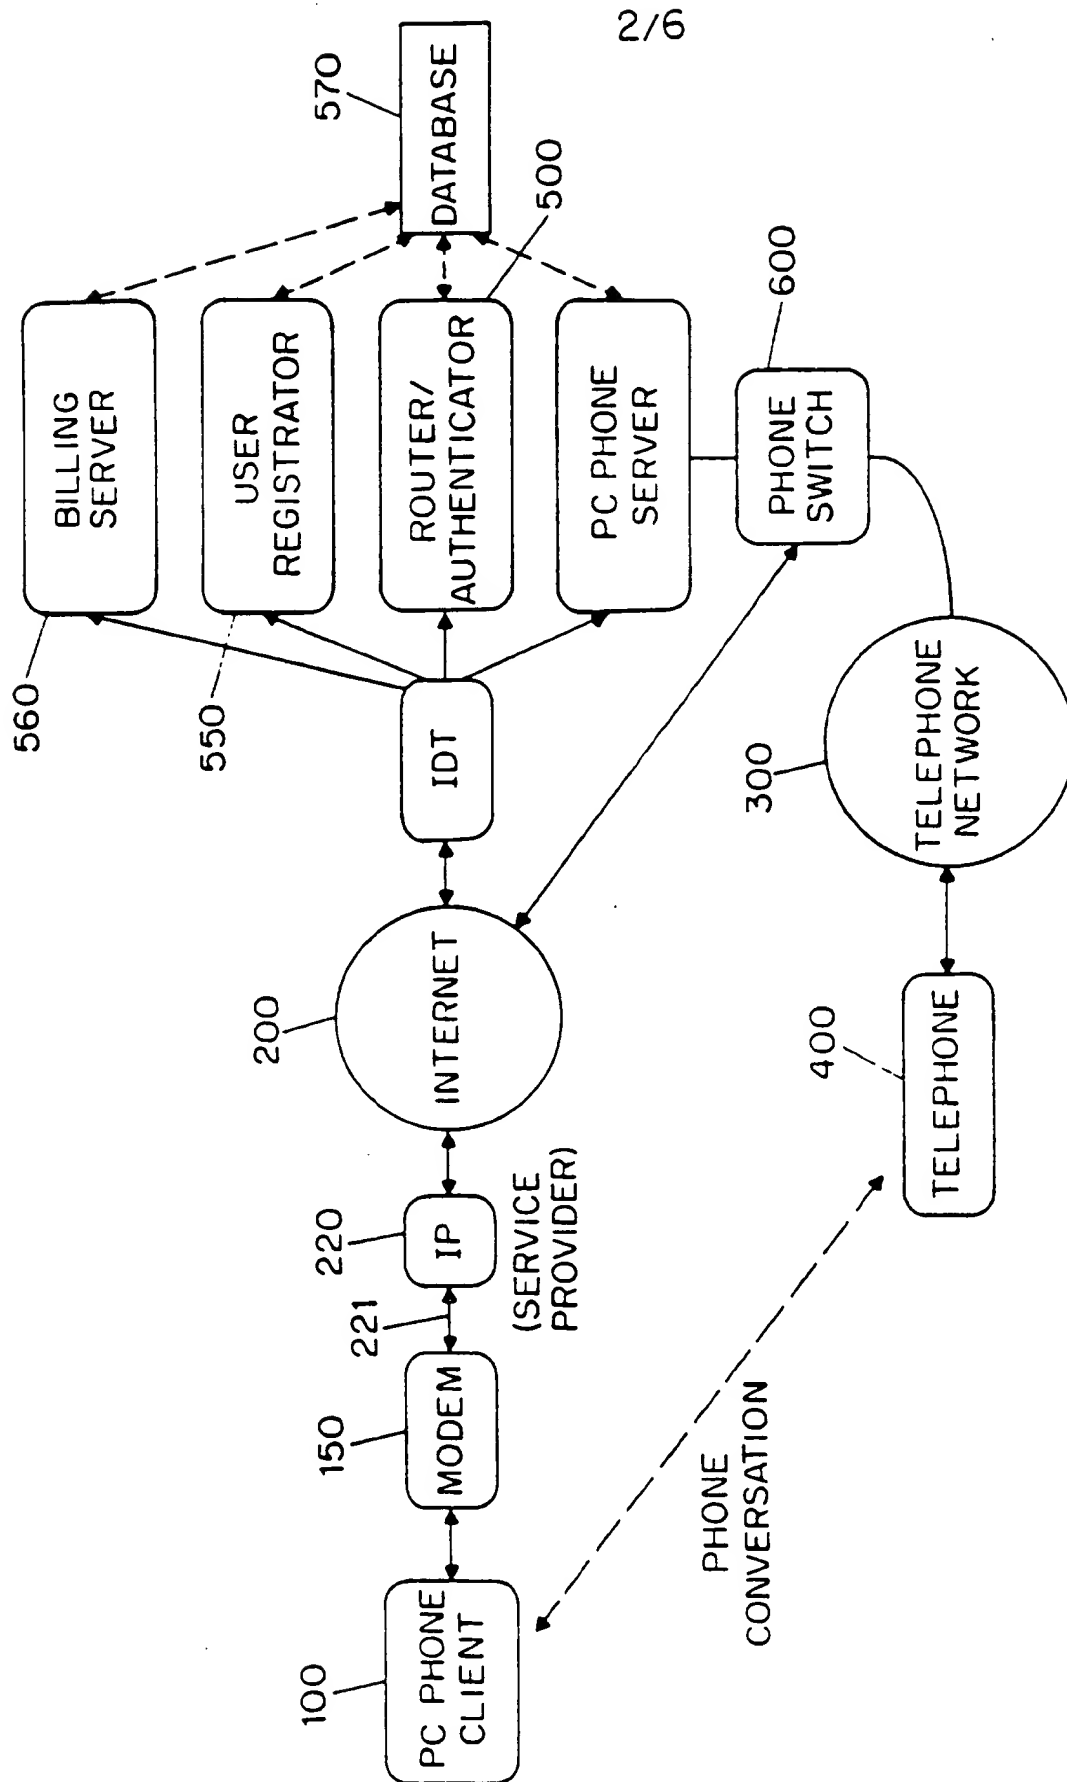 2/6
560
BILLING
SERVER
550
USER
REGISTRATOR
570
DATABASE
IDT
ROUTER/
AUTHENTICATOR
500
PC PHONE
SERVER
PHONE
SWITCH
600
100
PC PHONE
CLIENT
150
MODEM
221
220
IP
(SERVICE
PROVIDER)
200
INTERNET
300
TELEPHONE
NETWORK
400
TELEPHONE
PHONE
CONVERSATION